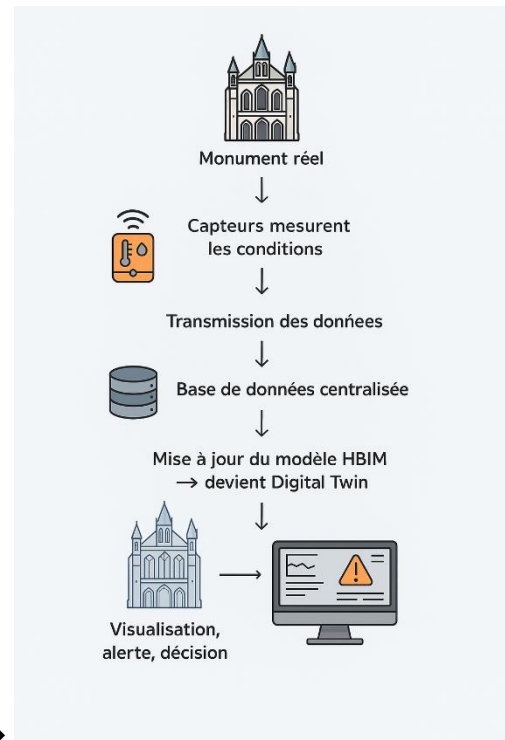 Monument réel
Capteurs mesurent
les conditions
Transmission des donńees
Base de données centralisée
Mise à jour du modèle HBIM
→ devient Digital Twin
Visualisation,
alerte, décision